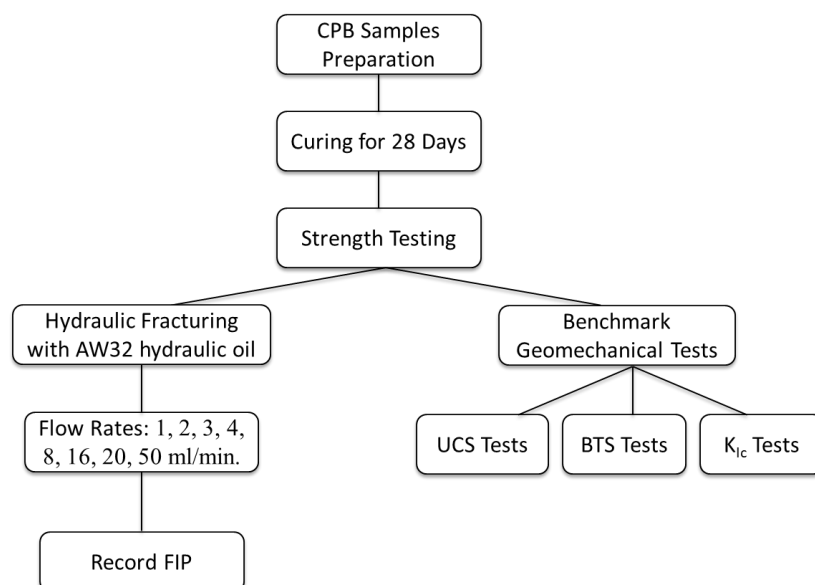 CPB Samples
Preparation
Curing for 28 Days
Strength Testing
Hydraulic Fracturing
with AW32 hydraulic oil
Flow Rates: 1, 2, 3, 4,
8, 16, 20, 50 ml/min.
Record FIP
Benchmark
Geomechanical Tests
UCS Tests
BTS Tests
K_Ic Tests